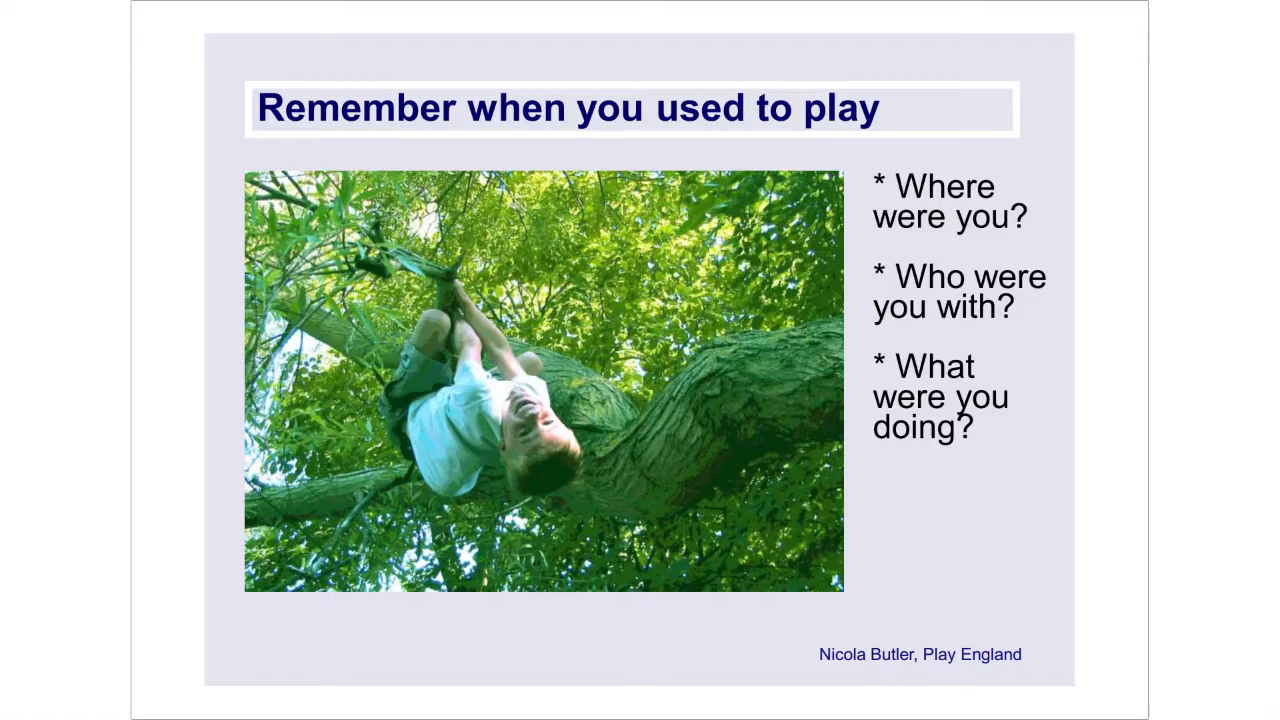 Remember when you used to play
* Where
were you?
* Who were
you with?
* What
were you
doing?
Nicola Butler, Play England